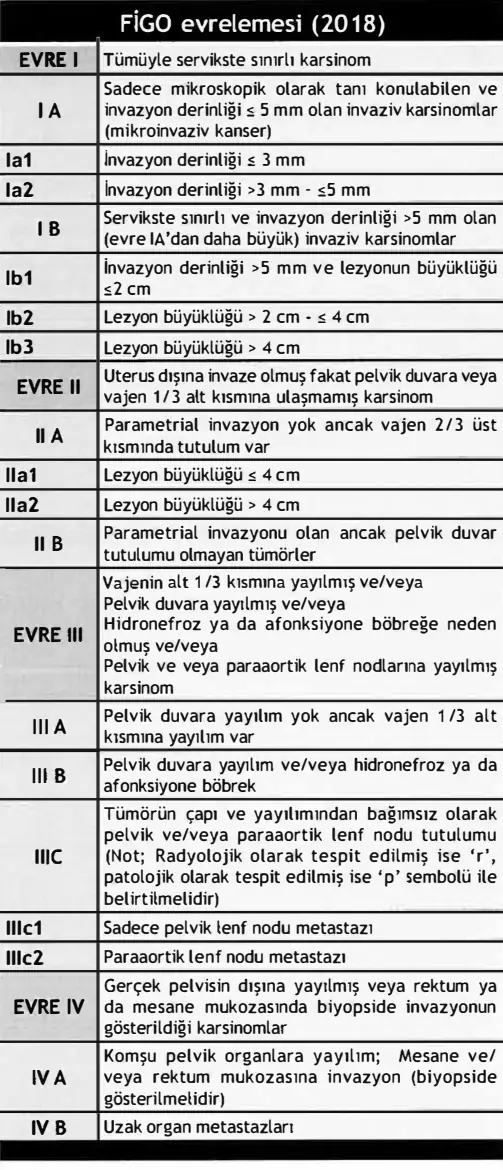 FİGO evrelemesi (2018)
EVRE I Tümüyle servikste sınırlı karsinom
I A Sadece mikroskopik olarak tanı konulabilen ve
invazyon derinliği ≤ 5 mm olan invaziv karsinomlar
(mikroinvaziv kanser)
Ia1 İnvazyon derinliği ≤ 3 mm
Ia2 İnvazyon derinliği >3 mm - ≤5 mm
I B Servikste sınırlı ve invazyon derinliği >5 mm olan
(evre IA'dan daha büyük) invaziv karsinomlar
Ib1 İnvazyon derinliği >5 mm ve lezyonun büyüklüğü
≤2 cm
Ib2 Lezyon büyüklüğü > 2 cm - ≤ 4 cm
Ib3 Lezyon büyüklüğü > 4 cm
EVRE II Uterus dışına invaze olmuş fakat pelvik duvara veya
vajen 1/3 alt kısmına ulaşmamış karsinom
II A Parametrial invazyon yok ancak vajen 2/3 üst
kısmında tutulum var
IIa1 Lezyon büyüklüğü ≤ 4 cm
IIa2 Lezyon büyüklüğü > 4 cm
II B Parametrial invazyonu olan ancak pelvik duvar
tutulumu olmayan tümörler
EVRE III Vajenin alt 1/3 kısmına yayılmış ve/veya
Pelvik duvara yayılmış ve/veya
Hidronefroz ya da afonksiyone böbreğe neden
olmuş ve/veya
Pelvik ve veya paraaortik lenf nodlarına yayılmış
karsinom
III A Pelvik duvara yayılım yok ancak vajen 1/3 alt
kısmına yayılım var
III B Pelvik duvara yayılım ve/veya hidronefroz ya da
afonksiyone böbrek
IIIC Tümörün çapı ve yayılımından bağımsız olarak
pelvik ve/veya paraaortik lenf nodu tutulumu
(Not; Radyolojik olarak tespit edilmiş ise 'r',
patolojik olarak tespit edilmiş ise 'p' sembolü ile
belirtilmelidir)
IIIc1 Sadece pelvik lenf nodu metastazı
IIIc2 Paraaortik lenf nodu metastazı
EVRE IV Gerçek pelvisin dışına yayılmış veya rektum ya
da mesane mukozasında biyopside invazyonun
gösterildiği karsinomlar
IV A Komşu pelvik organlara yayılım; Mesane ve/
veya rektum mukozasına invazyon (biyopside
gösterilmelidir)
IV B Uzak organ metastazları